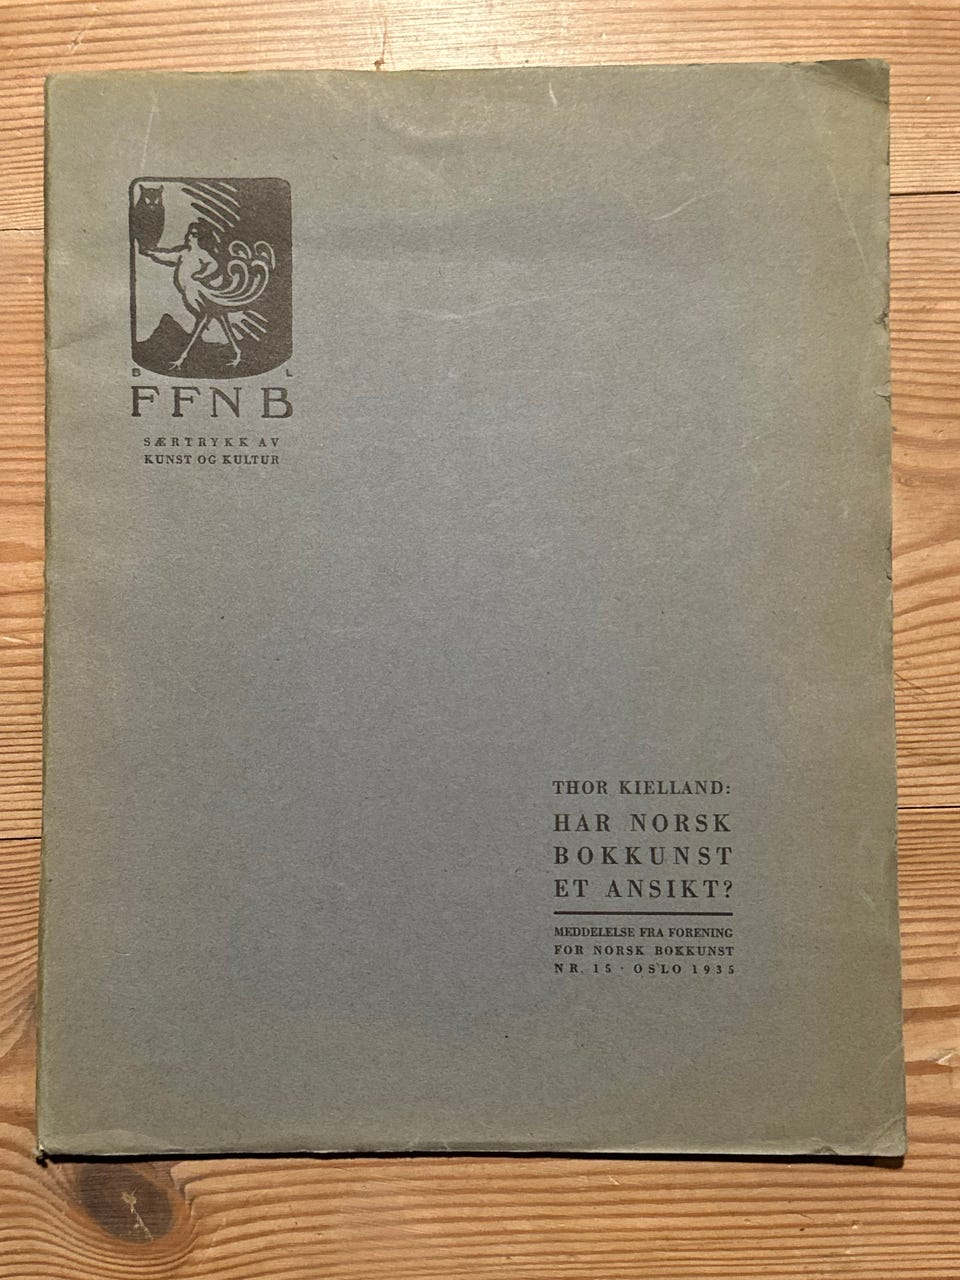 B L
FFNB
SÆRTRYKK AV
KUNST OG KULTUR
THOR KIELLAND:
HAR NORSK
BOKKUNST
ET ANSIKT?
MEDDELELSE FRA FORENING
FOR NORSK BOKKUNST
NR. 15 · OSLO 1935